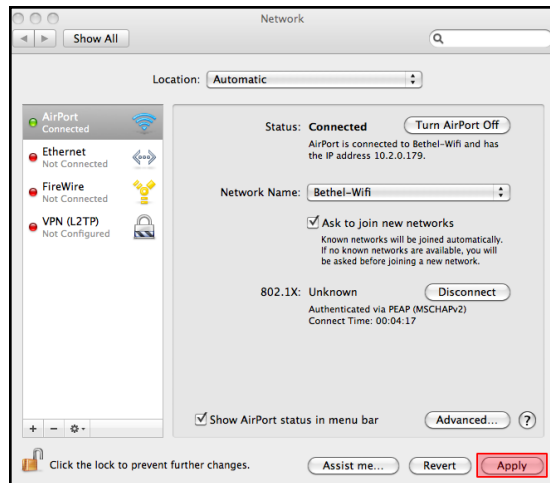 Network
Show All
Location: Automatic
AirPort
Connected
Ethernet
Not Connected
FireWire
Not Connected
VPN (L2TP)
Not Configured
Status: Connected Turn AirPort Off
AirPort is connected to Bethel-Wifi and has
the IP address 10.2.0.179.
Network Name: Bethel-Wifi
Ask to join new networks
Known networks will be joined automatically.
If no known networks are available, you will
be asked before joining a new network.
802.1X: Unknown Disconnect
Authenticated via PEAP (MSCHAPv2)
Connect Time: 00:04:17
Show AirPort status in menu bar Advanced... ?
Click the lock to prevent further changes. Assist me... Revert Apply